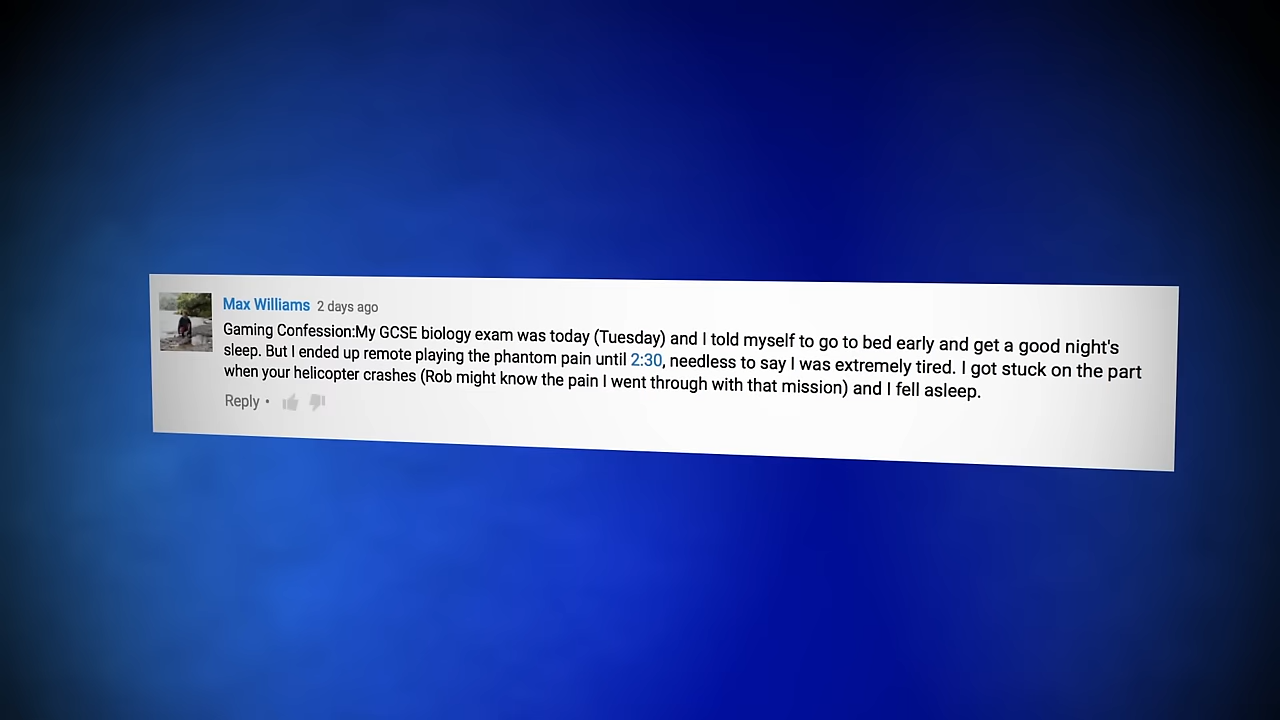 Max Williams 2 days ago
Gaming Confession:My GCSE biology exam was today (Tuesday) and I told myself to go to bed early and get a good night's
sleep. But I ended up remote playing the phantom pain until 2:30, needless to say I was extremely tired. I got stuck on the part
when your helicopter crashes (Rob might know the pain I went through with that mission) and I fell asleep.
Reply •